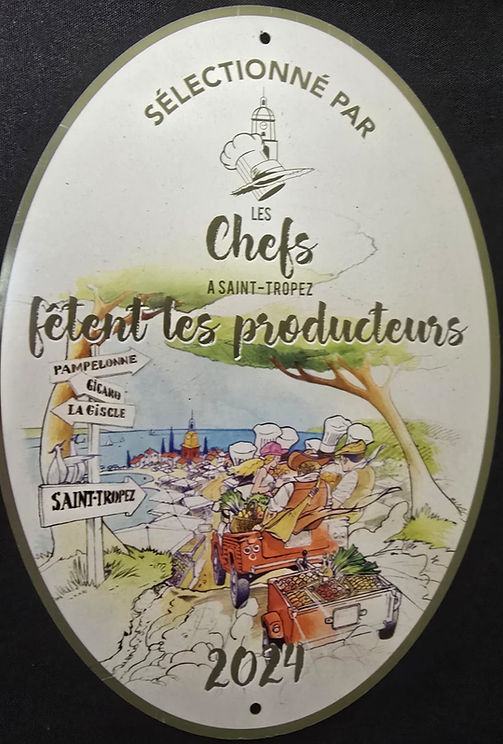 SÉLECTIONNÉ PAR
LES
Chefs
A SAINT-TROPEZ
fêtent les producteurs
PAMPELONNE
GIGARO
LA GISCLE
SAINT-TROPEZ
2024